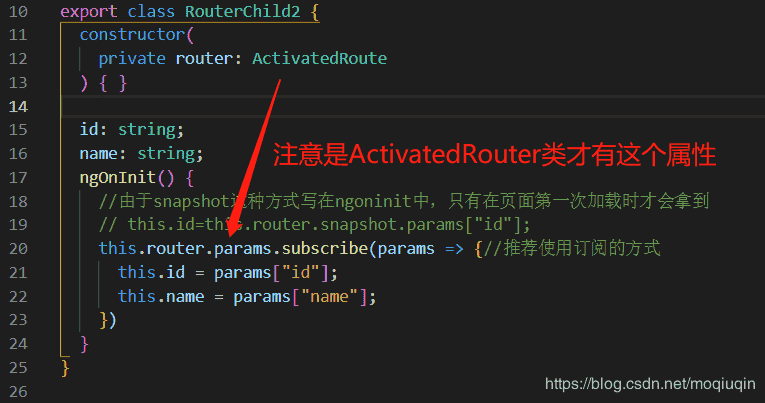 10 export class RouterChild2 {
11 constructor(
12 private router: ActivatedRoute
13 ) { }
14
15 id: string;
16 name: string;
注意是ActivatedRouter类才有这个属性
17 ngOnInit() {
18 //由于snapshot这种方式写在ngoninit中，只有在页面第一次加载时才会拿到
19 // this.id=this.router.snapshot.params["id"];
20 this.router.params.subscribe(params => {//推荐使用订阅的方式
21 this.id = params["id"];
22 this.name = params["name"];
23 })
24 }
25 }
26
https://blog.csdn.net/moqiuqin